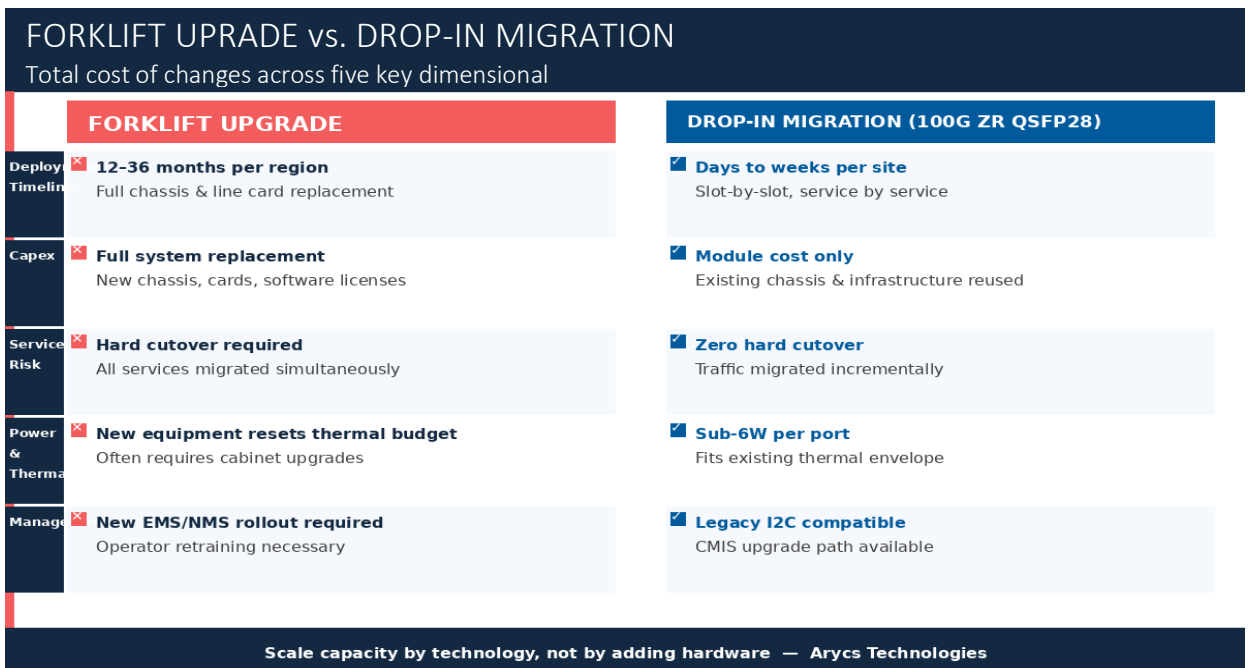 FORKLIFT UPRADE vs. DROP-IN MIGRATION
Total cost of changes across five key dimensional
FORKLIFT UPGRADE
DROP-IN MIGRATION (100G ZR QSFP28)
Deploy
Timelin
12–36 months per region
Full chassis & line card replacement
Days to weeks per site
Slot-by-slot, service by service
Capex
Full system replacement
New chassis, cards, software licenses
Module cost only
Existing chassis & infrastructure reused
Service
Risk
Hard cutover required
All services migrated simultaneously
Zero hard cutover
Traffic migrated incrementally
Power
&
Therma
New equipment resets thermal budget
Often requires cabinet upgrades
Sub-6W per port
Fits existing thermal envelope
Manage
New EMS/NMS rollout required
Operator retraining necessary
Legacy I2C compatible
CMIS upgrade path available
Scale capacity by technology, not by adding hardware — Arycs Technologies